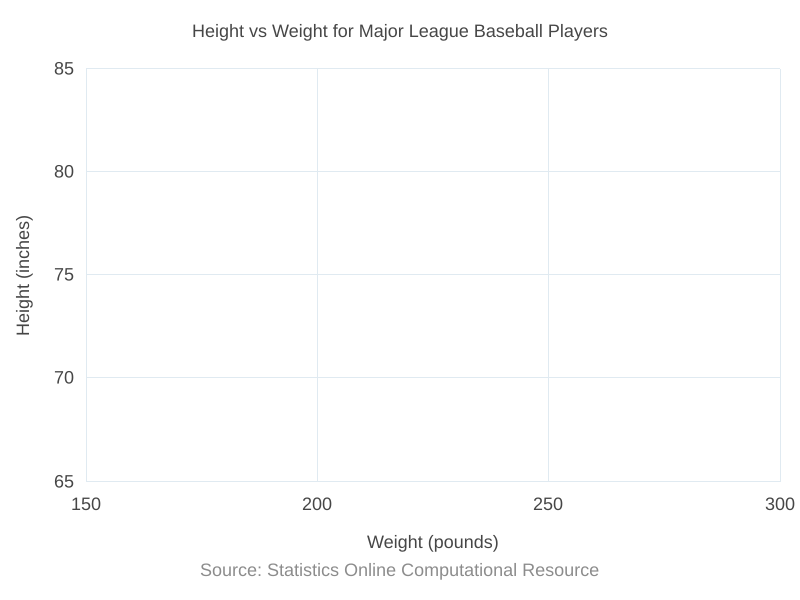 Height vs Weight for Major League Baseball Players
85
80
75
70
65
Height (inches)
150 200 250 300
Weight (pounds)
Source: Statistics Online Computational Resource